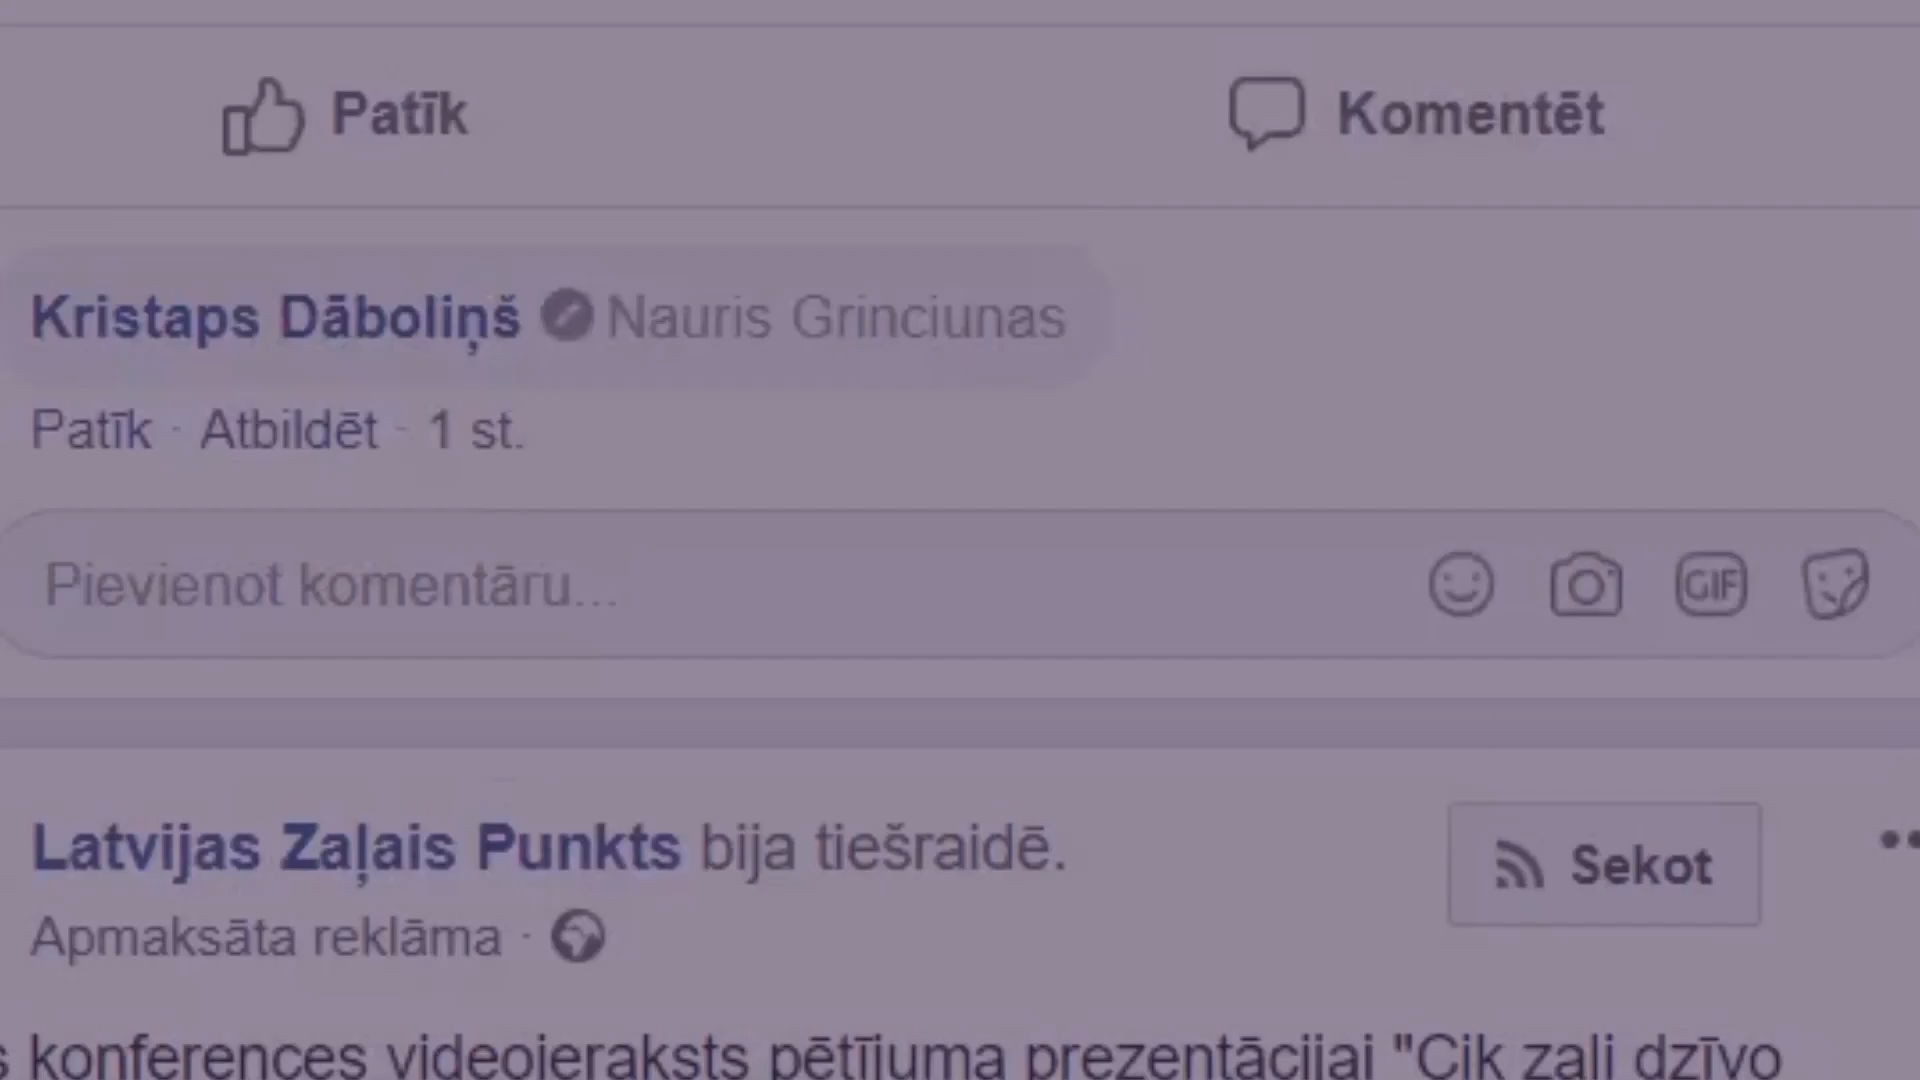 Patīk
Komentēt
Kristaps Dāboliņš Nauris Grinciunas
Patīk · Atbildēt · 1 st.
Pievienot komentāru...
GIF
Latvijas Zaļais Punkts bija tiešraidē.
Sekot
Apmaksāta reklāma ·
konferences videoieraksts pētījuma prezentācijai "Cik zaļi dzīvo